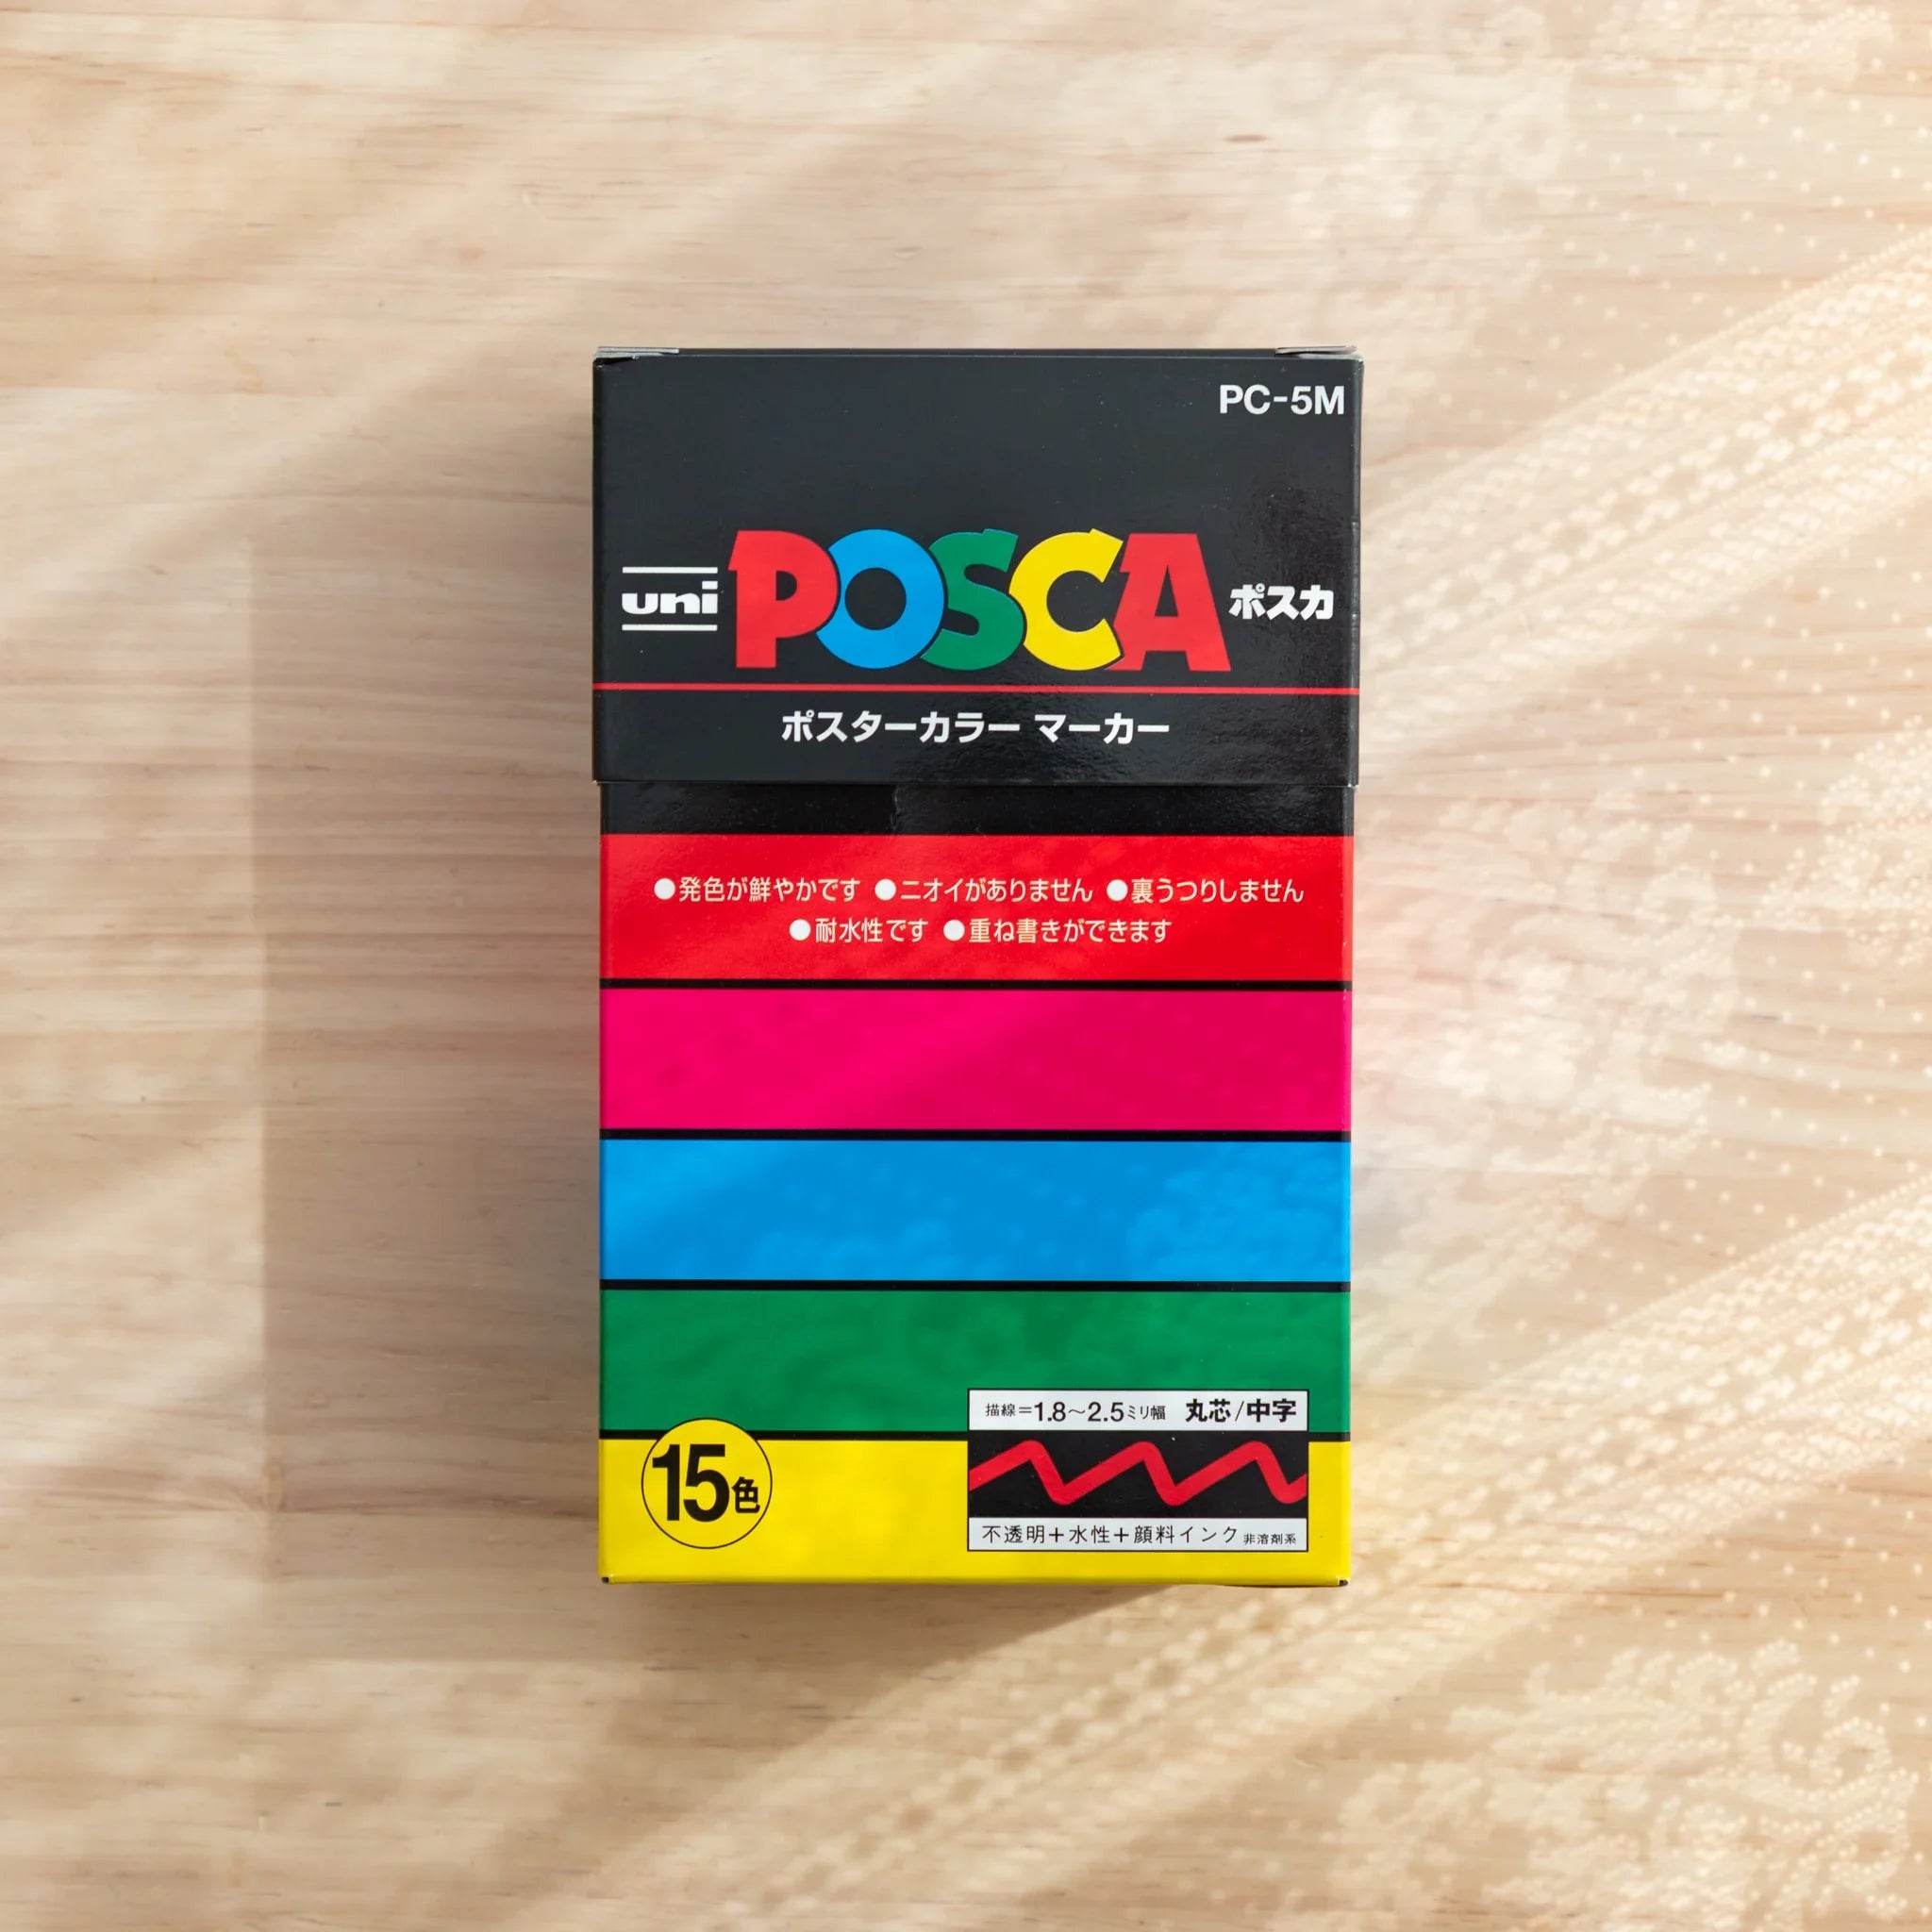 PC-5M
uni POSCA ポスカ
ポスターカラー マーカー
●発色が鮮やかです ●ニオイがありません ●裏うつりしません
●耐水性です ●重ね書きができます
描線=1.8～2.5ミリ幅 丸芯/中字
15色
不透明+水性+顔料インク 非溶剤系